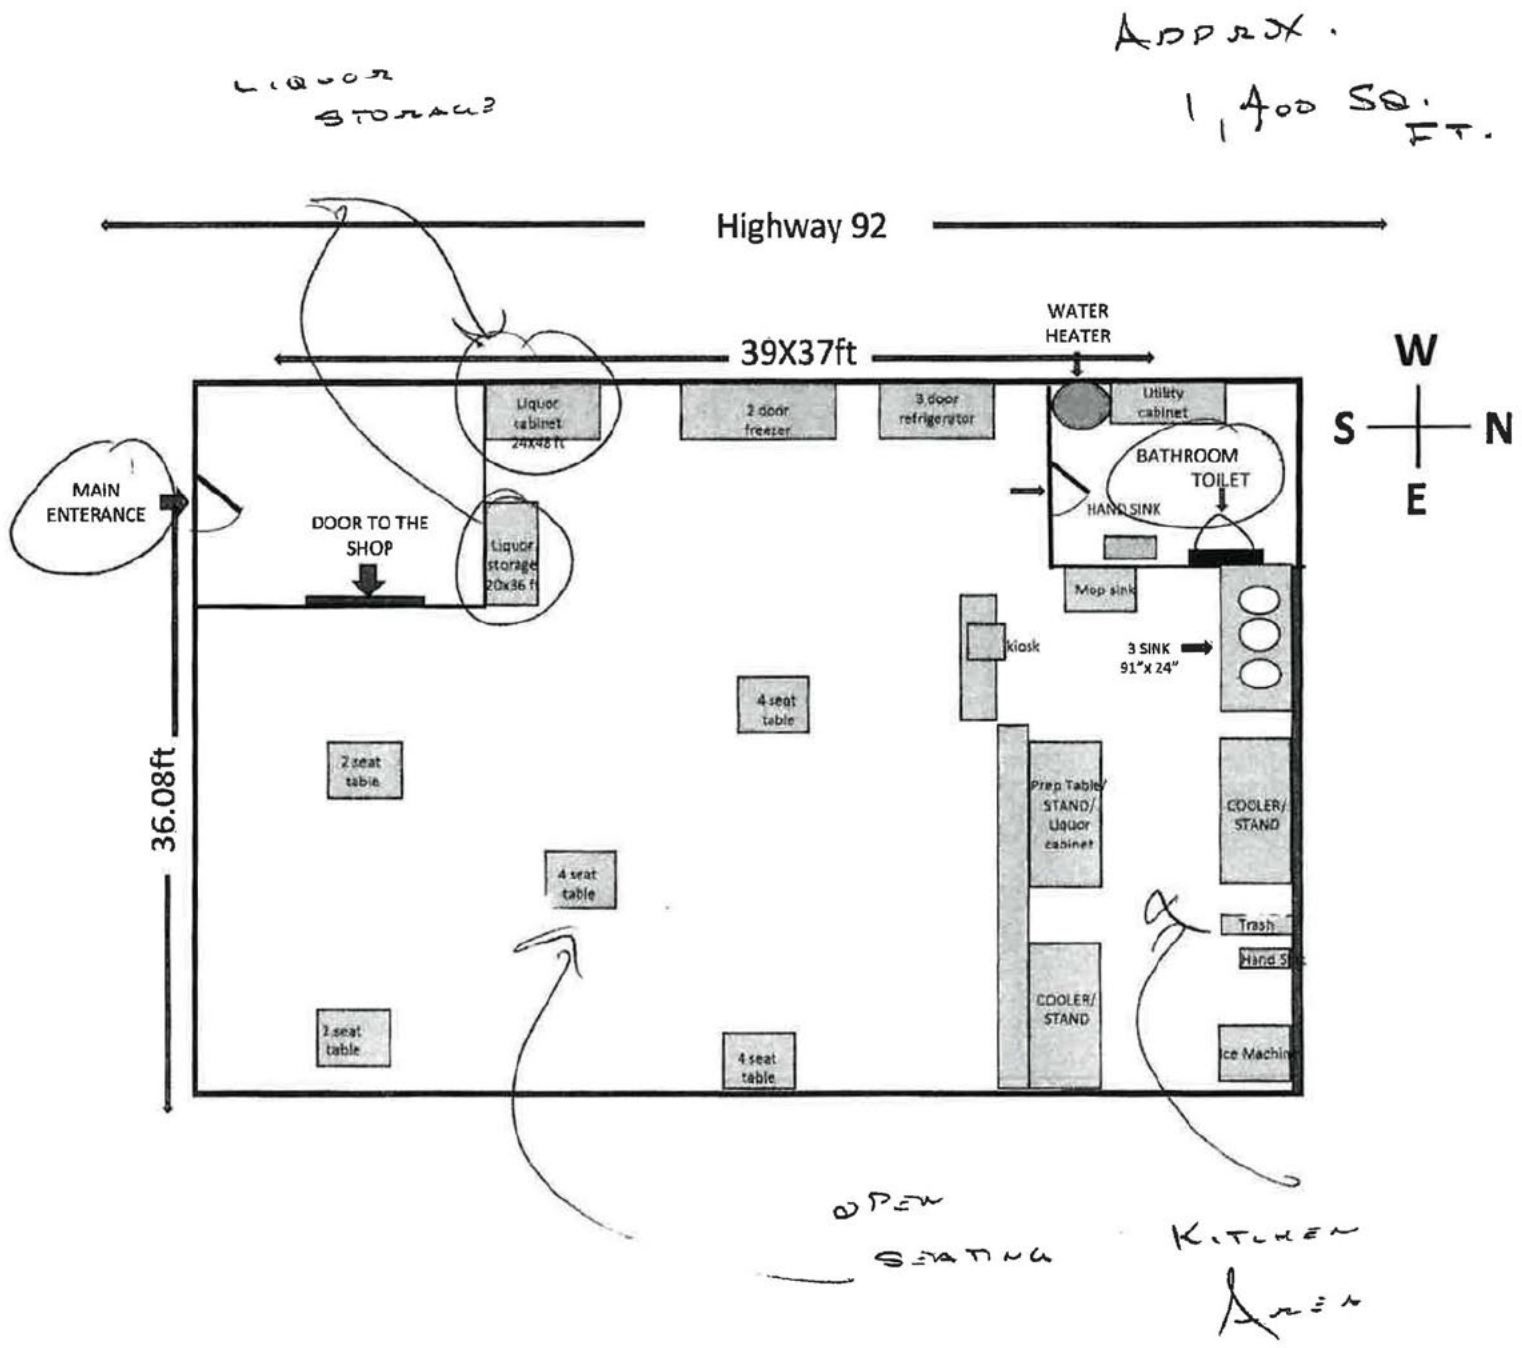 APPROX.
1,400 SQ.
FT.
LIQUOR
STORAGE
Highway 92
WATER
HEATER
39X37ft
W
S
N
E
Liquor
cabinet
24X48 ft
2 door
freezer
3 door
refrigerator
Utility
cabinet
BATHROOM
TOILET
HAND SINK
MAIN
ENTERANCE
DOOR TO THE
SHOP
Liquor
storage
20x36 ft
Mop sink
kiosk
3 SINK
91"x 24"
4 seat
table
2 seat
table
36.08ft
Prep Table/
STAND/
Liquor
cabinet
COOLER/
STAND
4 seat
table
Trash
Hand
COOLER/
STAND
2 seat
table
4 seat
table
Ice Machine
OPEN
SEATING
KITCHEN
AREA